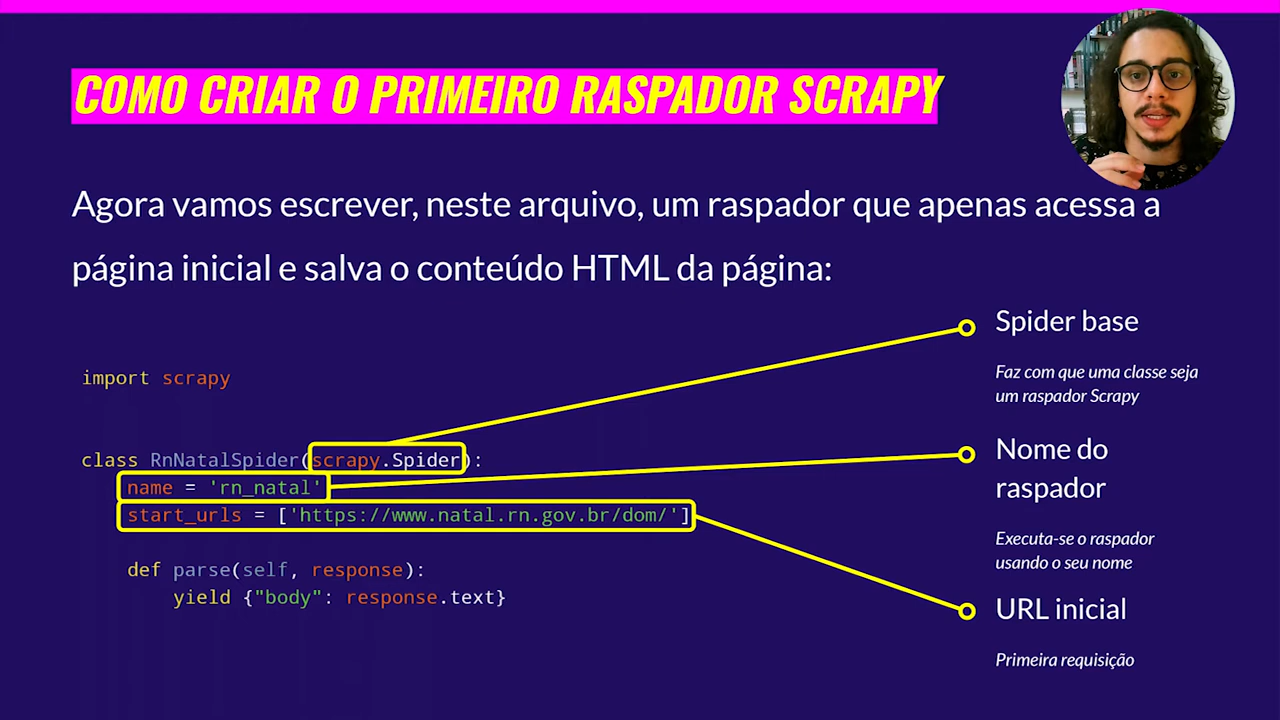 COMO CRIAR O PRIMEIRO RASPADOR SCRAPY
Agora vamos escrever, neste arquivo, um raspador que apenas acessa a
página inicial e salva o conteúdo HTML da página:
import scrapy
class RnNatalSpider(scrapy.Spider):
name = 'rn_natal'
start_urls = ['https://www.natal.rn.gov.br/dom/']
def parse(self, response):
yield {"body": response.text}
Spider base
Faz com que uma classe seja
um raspador Scrapy
Nome do
raspador
Executa-se o raspador
usando o seu nome
URL inicial
Primeira requisição